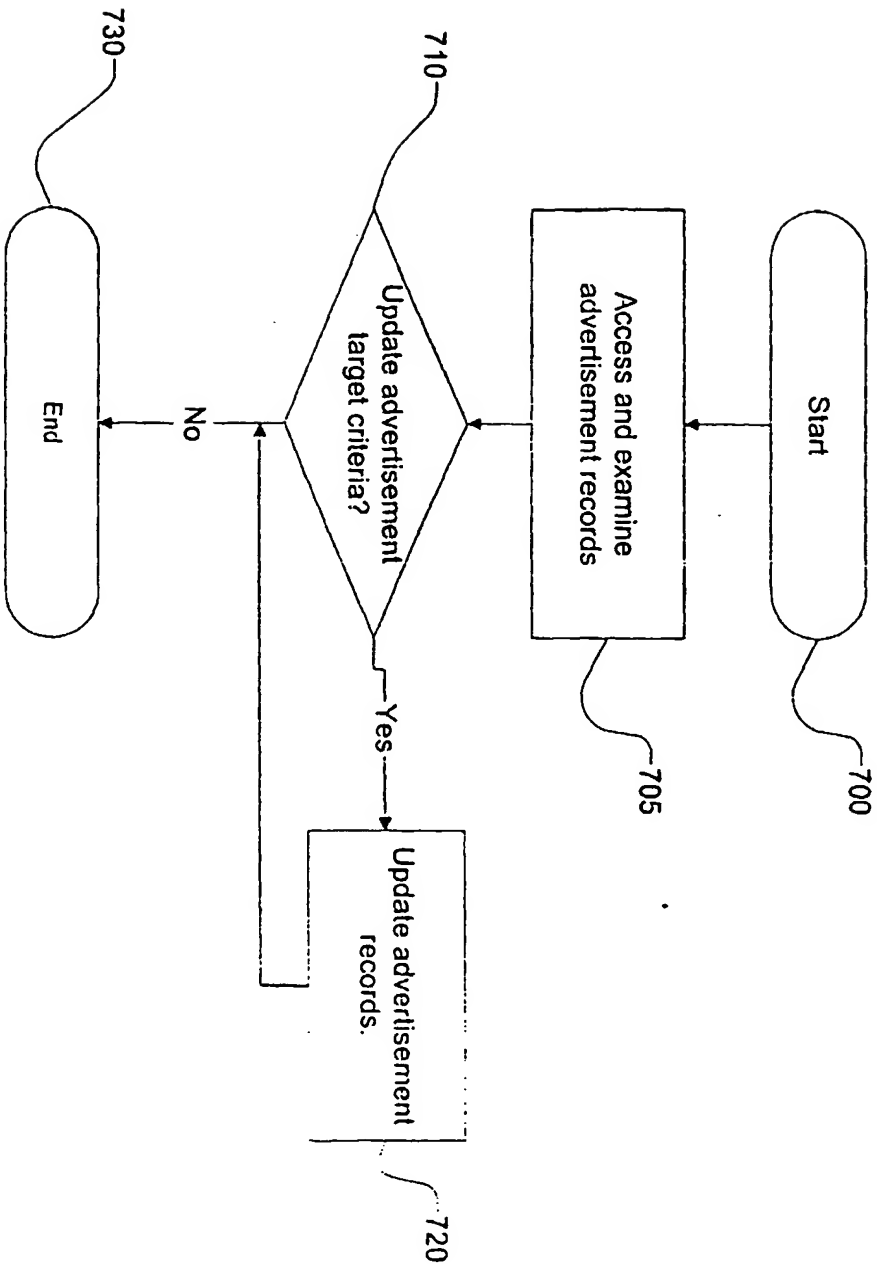 Start
700
Access and examine
advertisement records
705
710
Update advertisement
target criteria?
Yes
Update advertisement
records.
720
No
End
730